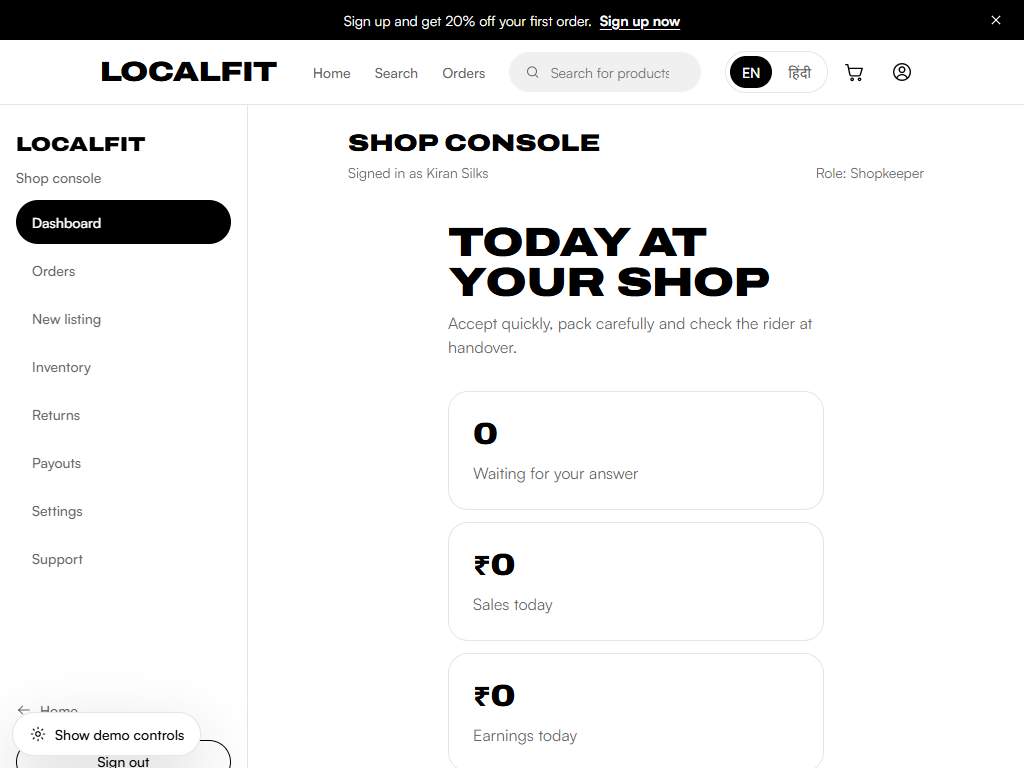 Sign up and get 20% off your first order. Sign up now
LOCALFIT
Home
Search
Orders
Search for products
EN
हिंदी
LOCALFIT
Shop console
Dashboard
Orders
New listing
Inventory
Returns
Payouts
Settings
Support
Home
Show demo controls
Sign out
SHOP CONSOLE
Signed in as Kiran Silks
Role: Shopkeeper
TODAY AT
YOUR SHOP
Accept quickly, pack carefully and check the rider at
handover.
0
Waiting for your answer
₹0
Sales today
₹0
Earnings today